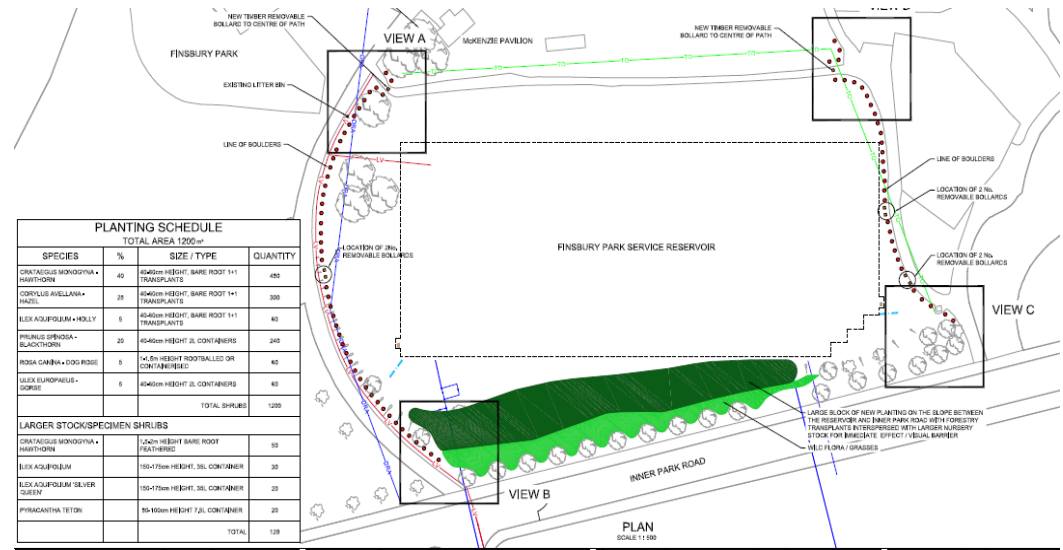 NEW TIMBER REMOVABLE
BOLLARD TO CENTRE OF PATH
VIEW A
McKENZIE PAVILION
FINSBURY PARK
EXISTING LITTER BIN
LINE OF BOULDERS
NEW TIMBER REMOVABLE
BOLLARD TO CENTRE OF PATH
VIEW D
LINE OF BOULDERS
LOCATION OF 2 No.
REMOVABLE BOLLARDS
LOCATION OF 2 No.
REMOVABLE BOLLARDS
LOCATION OF 2No.
REMOVABLE BOLLARDS
FINSBURY PARK SERVICE RESERVOIR
VIEW C
LARGE BLOCK OF NEW PLANTING ON THE SLOPE BETWEEN
THE RESERVOIR AND INNER PARK ROAD WITH FORESTRY
TRANSPLANTS INTERSPERSED WITH LARGER NURSERY
STOCK FOR IMMEDIATE EFFECT / VISUAL BARRIER
WILD FLORA / GRASSES
INNER PARK ROAD
VIEW B
PLAN
SCALE 1:500
TO TO TO TO TO
LV
DRA
PLANTING SCHEDULE
TOTAL AREA 1200m²
SPECIES % SIZE / TYPE QUANTITY
CRATAEGUS MONOGYNA - HAWTHORN 40 40-60cm HEIGHT, BARE ROOT 1+1 TRANSPLANTS 480
CORYLUS AVELLANA - HAZEL 25 40-60cm HEIGHT, BARE ROOT 1+1 TRANSPLANTS 300
ILEX AQUIFOLIUM - HOLLY 5 40-60cm HEIGHT, BARE ROOT 1+1 TRANSPLANTS 60
PRUNUS SPINOSA - BLACKTHORN 20 40-60cm HEIGHT 2L CONTAINERS 240
ROSA CANINA - DOG ROSE 5 1-1.5m HEIGHT ROOTBALLED OR CONTAINERISED 60
ULEX EUROPAEUS - GORSE 5 40-60cm HEIGHT 2L CONTAINERS 60
TOTAL SHRUBS 1200
LARGER STOCK/SPECIMEN SHRUBS
CRATAEGUS MONOGYNA - HAWTHORN 1.5-2m HEIGHT BARE ROOT FEATHERED 50
ILEX AQUIFOLIUM 150-175cm HEIGHT, 35L CONTAINER 30
ILEX AQUIFOLIUM 'SILVER QUEEN' 150-175cm HEIGHT, 35L CONTAINER 20
PYRACANTHA TETON 80-100cm HEIGHT 7.5L CONTAINER 20
TOTAL 120